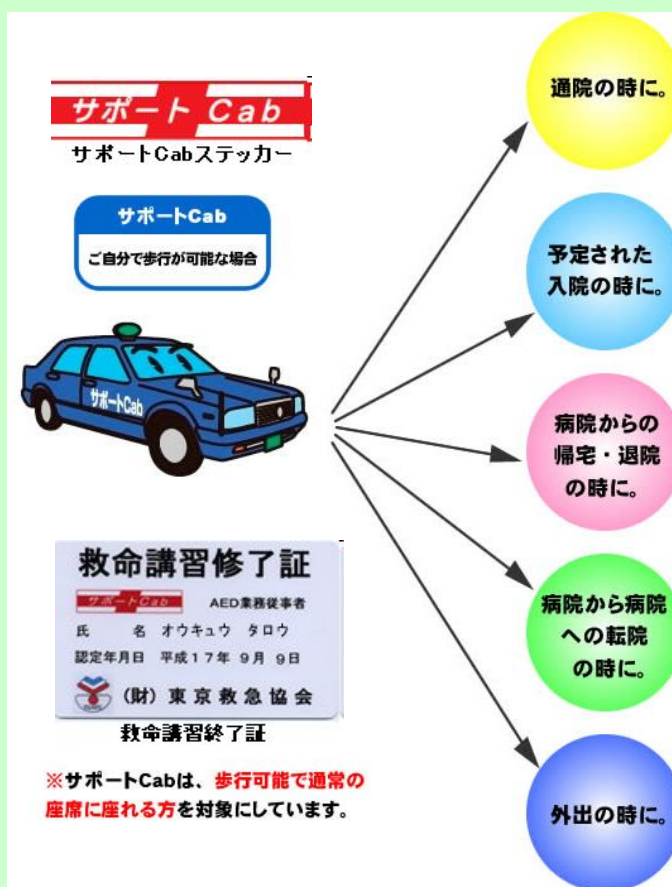 サポート Cab
サポートCabステッカー
サポートCab
ご自分で歩行が可能な場合
サポートCab
救命講習修了証
サポートCab AED業務従事者
氏 名 オウキュウ タロウ
認定年月日 平成17年 9月 9日
(財) 東京救急協会
救命講習終了証
※サポートCabは、歩行可能で通常の
座席に座れる方を対象にしています。
通院の時に。
予定された
入院の時に。
病院からの
帰宅・退院
の時に。
病院から病院
への転院
の時に。
外出の時に。